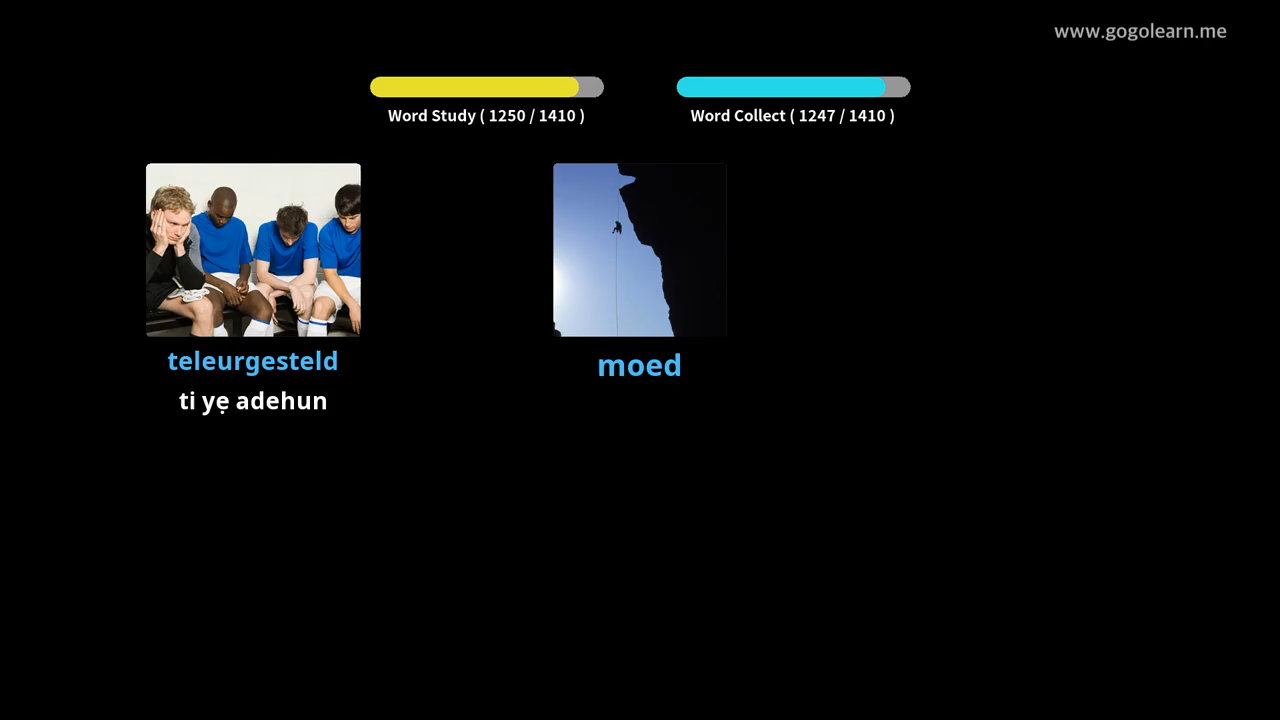 www.gogolearn.me
Word Study ( 1250 / 1410 )
Word Collect ( 1247 / 1410 )
teleurgesteld
ti yẹ adehun
moed